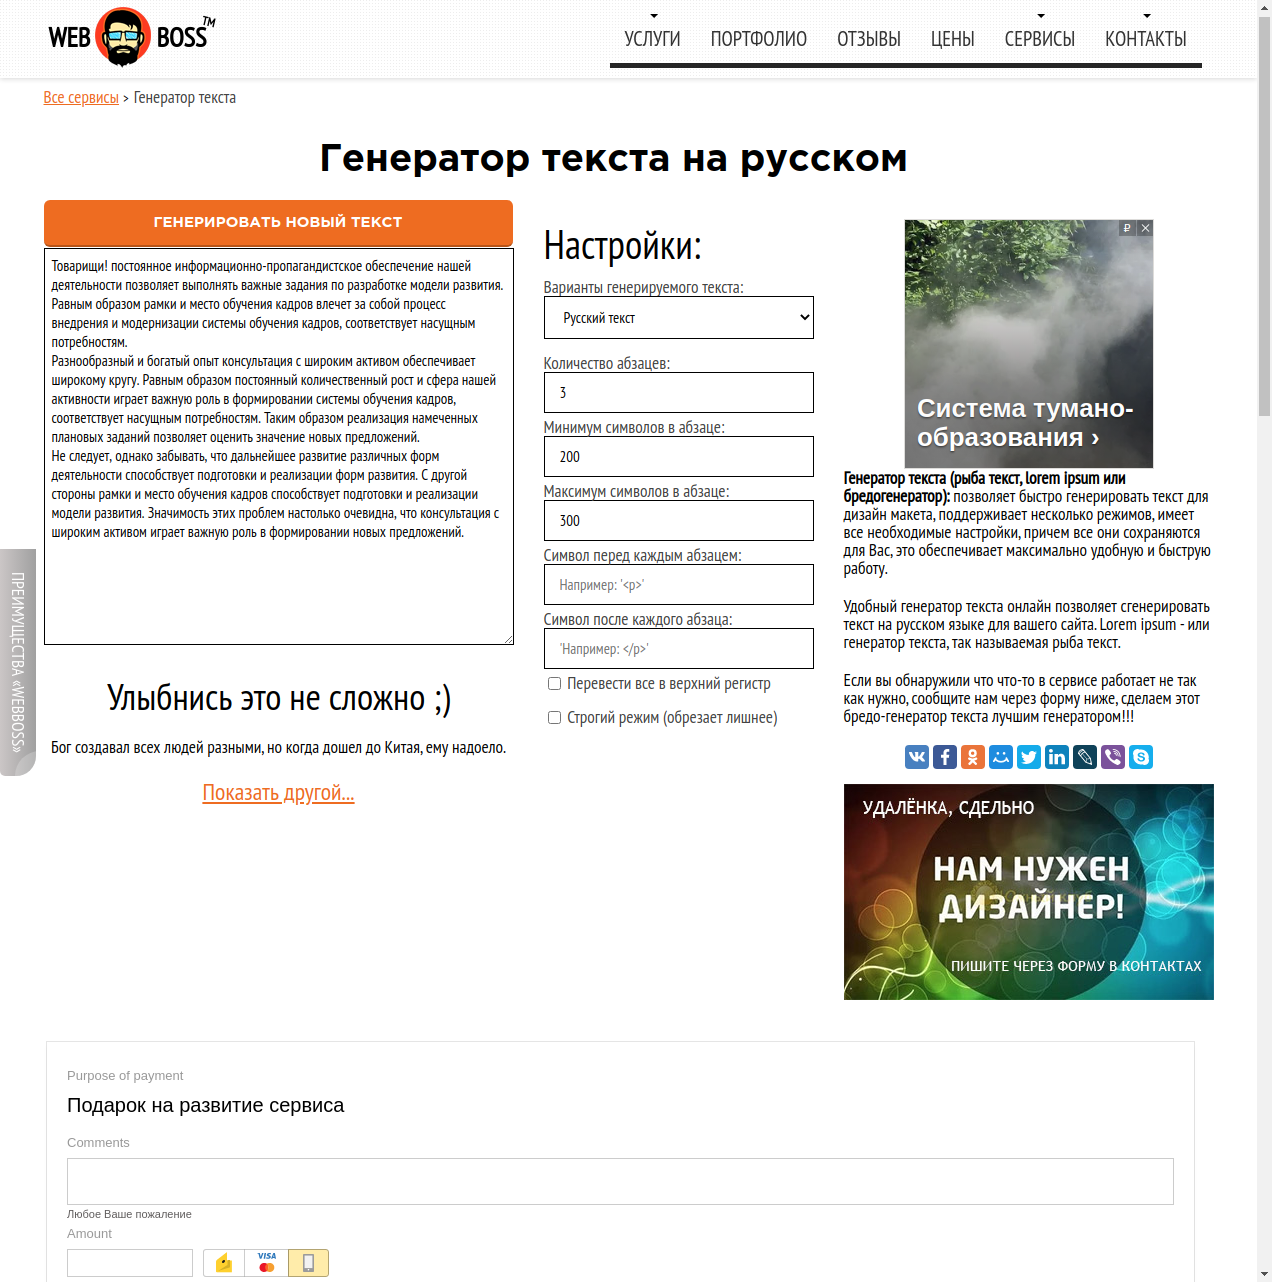 WEB BOSS™
УСЛУГИ ПОРТФОЛИО ОТЗЫВЫ ЦЕНЫ СЕРВИСЫ КОНТАКТЫ
Все сервисы > Генератор текста
Генератор текста на русском
ГЕНЕРИРОВАТЬ НОВЫЙ ТЕКСТ
Товарищи! постоянное информационно-пропагандистское обеспечение нашей
деятельности позволяет выполнять важные задания по разработке модели развития.
Равным образом рамки и место обучения кадров влечет за собой процесс
внедрения и модернизации системы обучения кадров, соответствует насущным
потребностям.
Разнообразный и богатый опыт консультация с широким активом обеспечивает
широкому кругу. Равным образом постоянный количественный рост и сфера нашей
активности играет важную роль в формировании системы обучения кадров,
соответствует насущным потребностям. Таким образом реализация намеченных
плановых заданий позволяет оценить значение новых предложений.
Не следует, однако забывать, что дальнейшее развитие различных форм
деятельности способствует подготовки и реализации форм развития. С другой
стороны рамки и место обучения кадров способствует подготовки и реализации
модели развития. Значимость этих проблем настолько очевидна, что консультация с
широким активом играет важную роль в формировании новых предложений.
ПРЕИМУЩЕСТВА «WEBBOSS»
Улыбнись это не сложно ;)
Бог создавал всех людей разными, но когда дошел до Китая, ему надоело.
Показать другой...
Настройки:
Варианты генерируемого текста:
Русский текст
Количество абзацев:
3
Минимум символов в абзаце:
200
Максимум символов в абзаце:
300
Символ перед каждым абзацем:
Например: '<p>'
Символ после каждого абзаца:
'Например: </p>'
Перевести все в верхний регистр
Строгий режим (обрезает лишнее)
₽
Система тумано-
образования ›
Генератор текста (рыба текст, lorem ipsum или
бредогенератор): позволяет быстро генерировать текст для
дизайн макета, поддерживает несколько режимов, имеет
все необходимые настройки, причем все они сохраняются
для Вас, это обеспечивает максимально удобную и быструю
работу.
Удобный генератор текста онлайн позволяет сгенерировать
текст на русском языке для вашего сайта. Lorem ipsum - или
генератор текста, так называемая рыба текст.
Если вы обнаружили что что-то в сервисе работает не так
как нужно, сообщите нам через форму ниже, сделаем этот
бредо-генератор текста лучшим генератором!!!
УДАЛЁНКА, СДЕЛЬНО
НАМ НУЖЕН
ДИЗАЙНЕР!
ПИШИТЕ ЧЕРЕЗ ФОРМУ В КОНТАКТАХ
Purpose of payment
Подарок на развитие сервиса
Comments
Любое Ваше пожалание
Amount
VISA